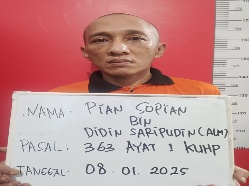 NAMA : PIAN SOPIAN
BIN
DIDIN SARIPUDIN (ALM)
PASAL : 363 AYAT 1 KUHP
TANGGAL : 08.01.2025